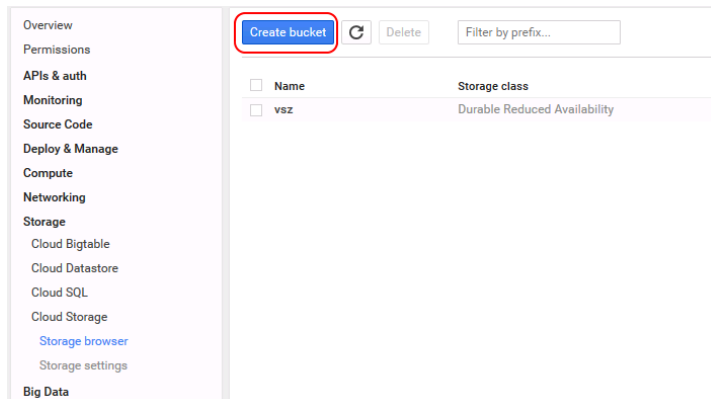 Overview
Permissions
APIs & auth
Monitoring
Source Code
Deploy & Manage
Compute
Networking
Storage
Cloud Bigtable
Cloud Datastore
Cloud SQL
Cloud Storage
Storage browser
Storage settings
Big Data
Create bucket Delete Filter by prefix...
Name Storage class
vsz Durable Reduced Availability